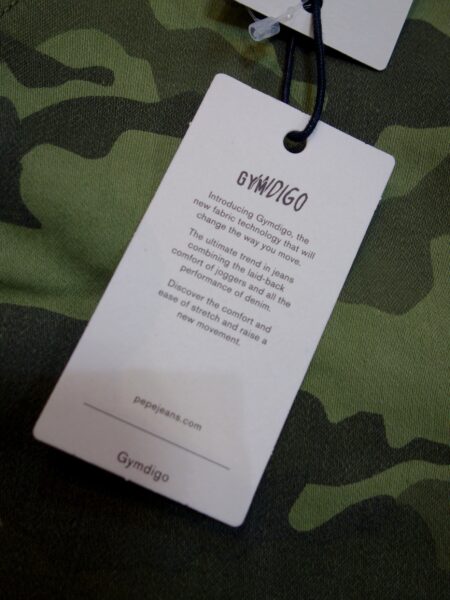 GYMDIGO
Introducing Gymdigo, the
new fabric technology that will
change the way you move.
The ultimate trend in jeans
combining the laid-back
comfort of joggers and all the
performance of denim.
Discover the comfort and
ease of stretch and raise a
new movement.
pepejeans.com
Gymdigo